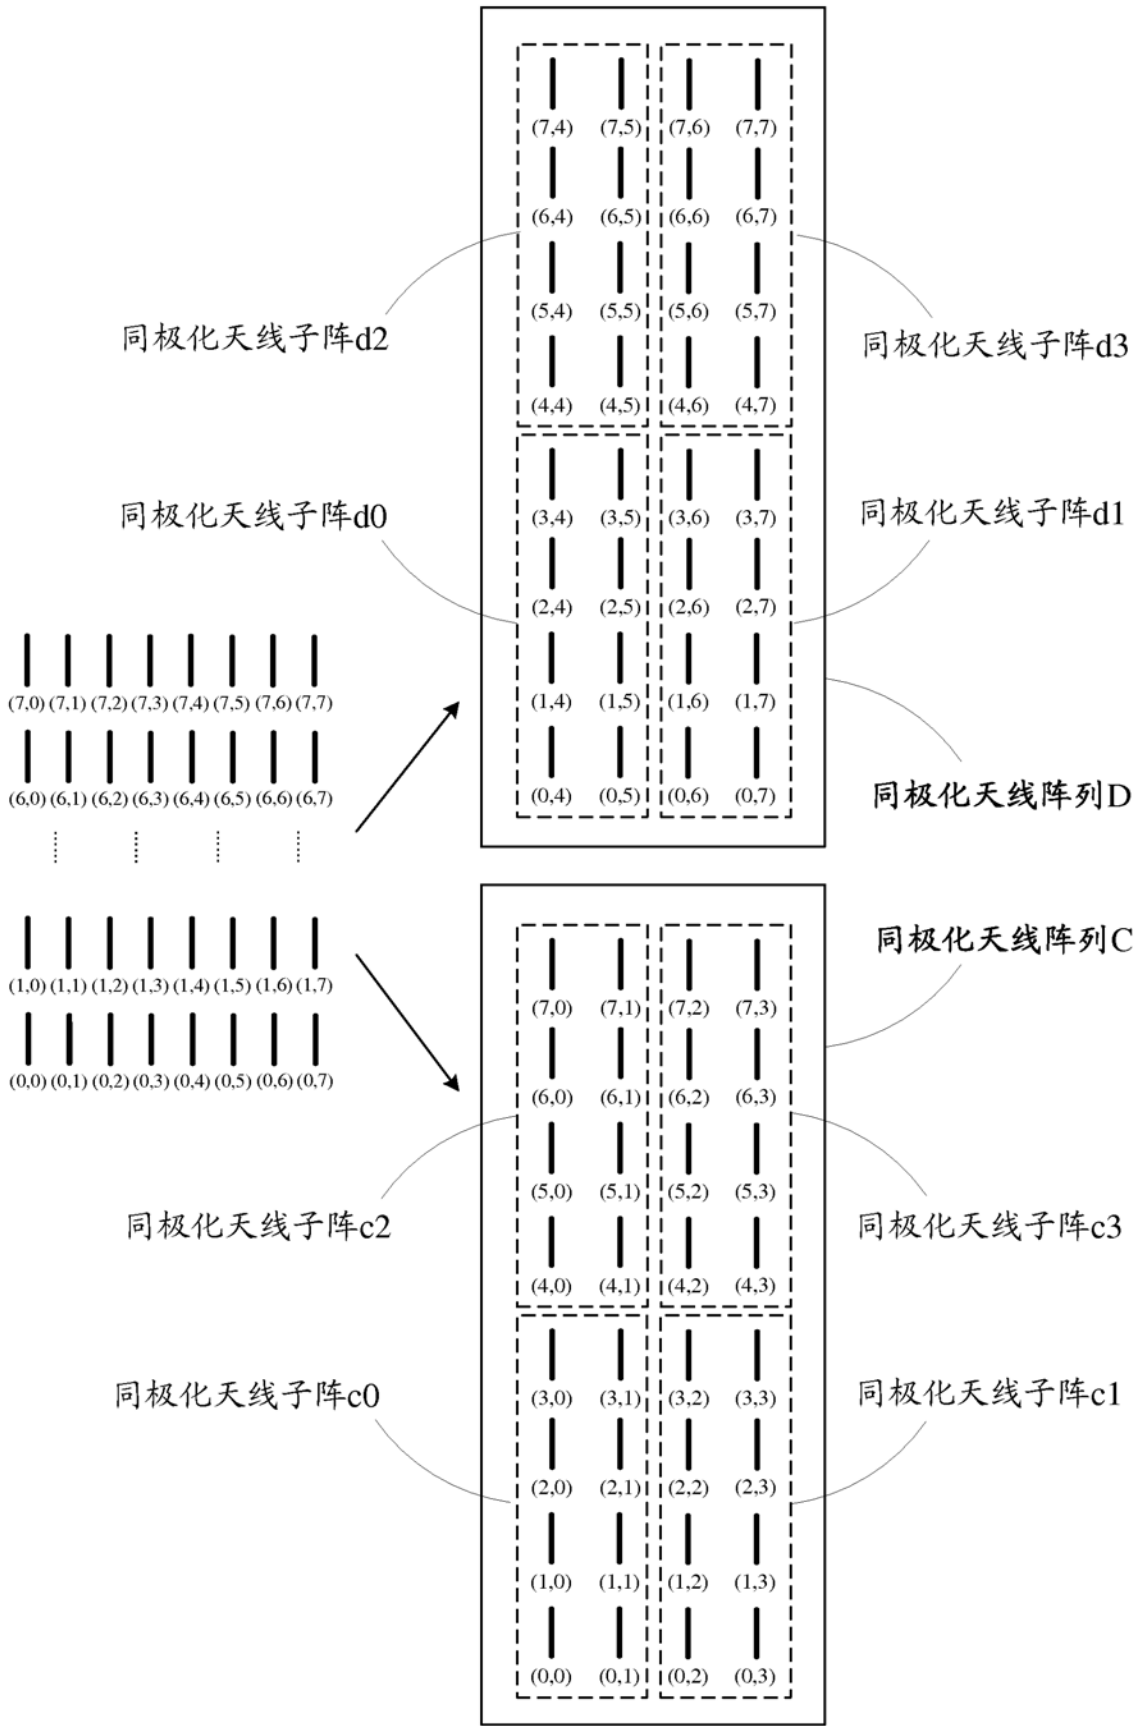 (7,4) (7,5) (7,6) (7,7)
(6,4) (6,5) (6,6) (6,7)
(5,4) (5,5) (5,6) (5,7)
同极化天线子阵d2
同极化天线子阵d3
(4,4) (4,5) (4,6) (4,7)
同极化天线子阵d0
同极化天线子阵d1
(3,4) (3,5) (3,6) (3,7)
(2,4) (2,5) (2,6) (2,7)
(1,4) (1,5) (1,6) (1,7)
(0,4) (0,5) (0,6) (0,7)
同极化天线阵列D
(7,0) (7,1) (7,2) (7,3) (7,4) (7,5) (7,6) (7,7)
(6,0) (6,1) (6,2) (6,3) (6,4) (6,5) (6,6) (6,7)
(1,0) (1,1) (1,2) (1,3) (1,4) (1,5) (1,6) (1,7)
(0,0) (0,1) (0,2) (0,3) (0,4) (0,5) (0,6) (0,7)
同极化天线阵列C
(7,0) (7,1) (7,2) (7,3)
(6,0) (6,1) (6,2) (6,3)
(5,0) (5,1) (5,2) (5,3)
同极化天线子阵c2
同极化天线子阵c3
(4,0) (4,1) (4,2) (4,3)
同极化天线子阵c0
同极化天线子阵c1
(3,0) (3,1) (3,2) (3,3)
(2,0) (2,1) (2,2) (2,3)
(1,0) (1,1) (1,2) (1,3)
(0,0) (0,1) (0,2) (0,3)